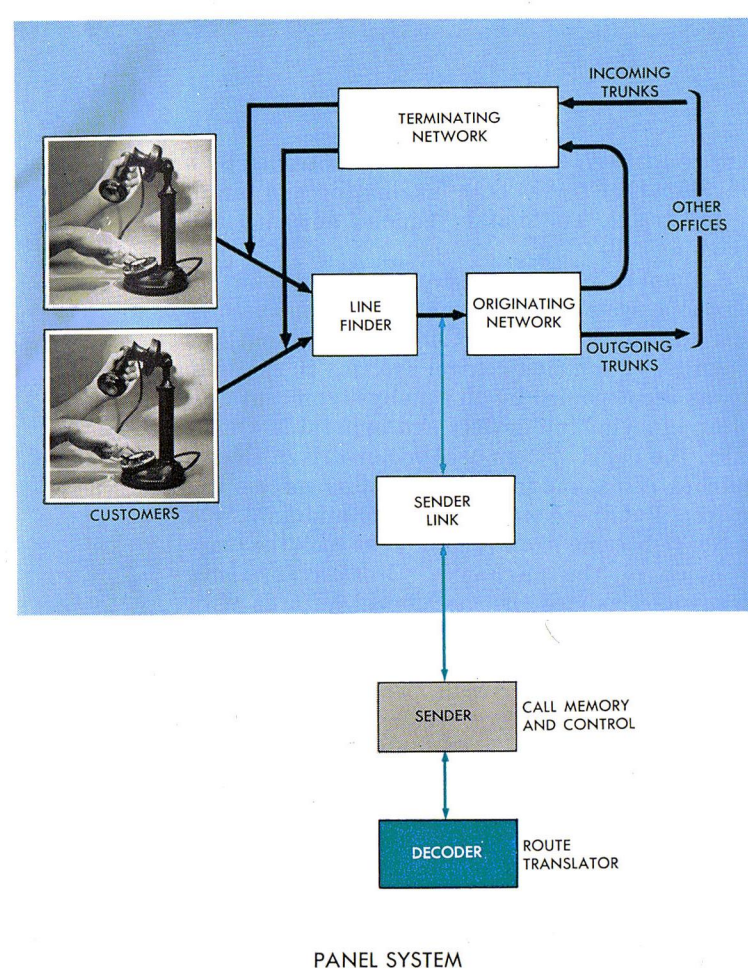 INCOMING
TRUNKS
TERMINATING
NETWORK
OTHER
OFFICES
LINE
FINDER
ORIGINATING
NETWORK
OUTGOING
TRUNKS
CUSTOMERS
SENDER
LINK
SENDER
CALL MEMORY
AND CONTROL
DECODER
ROUTE
TRANSLATOR
PANEL SYSTEM